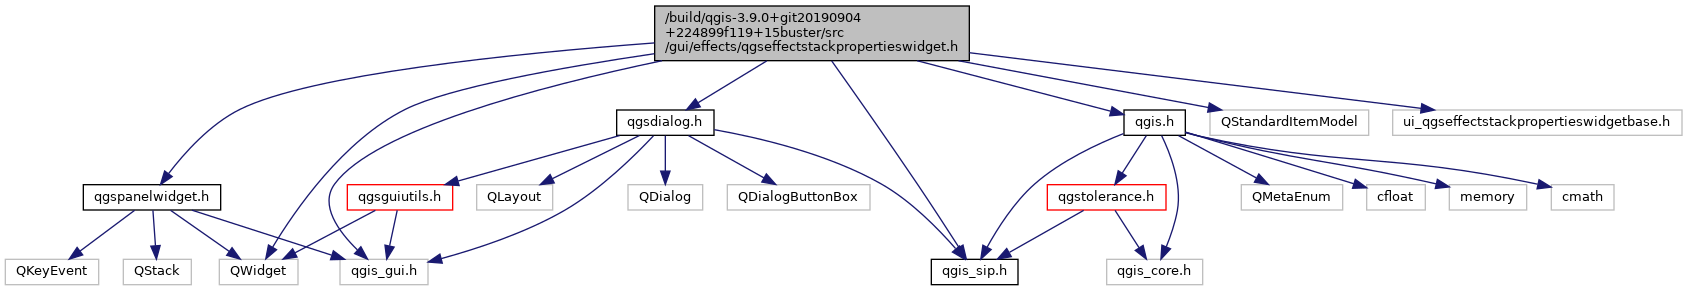 /build/qgis-3.9.0+git20190904
+224899f119+15buster/src
/gui/effects/qgseffectstackpropertieswidget.h
qgsdialog.h
qgis.h
QStandardItemModel
ui_qgseffectstackpropertieswidgetbase.h
qgspanelwidget.h
qgsguiutils.h
QLayout
QDialog
QDialogButtonBox
qgstolerance.h
QMetaEnum
cfloat
memory
cmath
QKeyEvent
QStack
QWidget
qgis_gui.h
qgis_sip.h
qgis_core.h